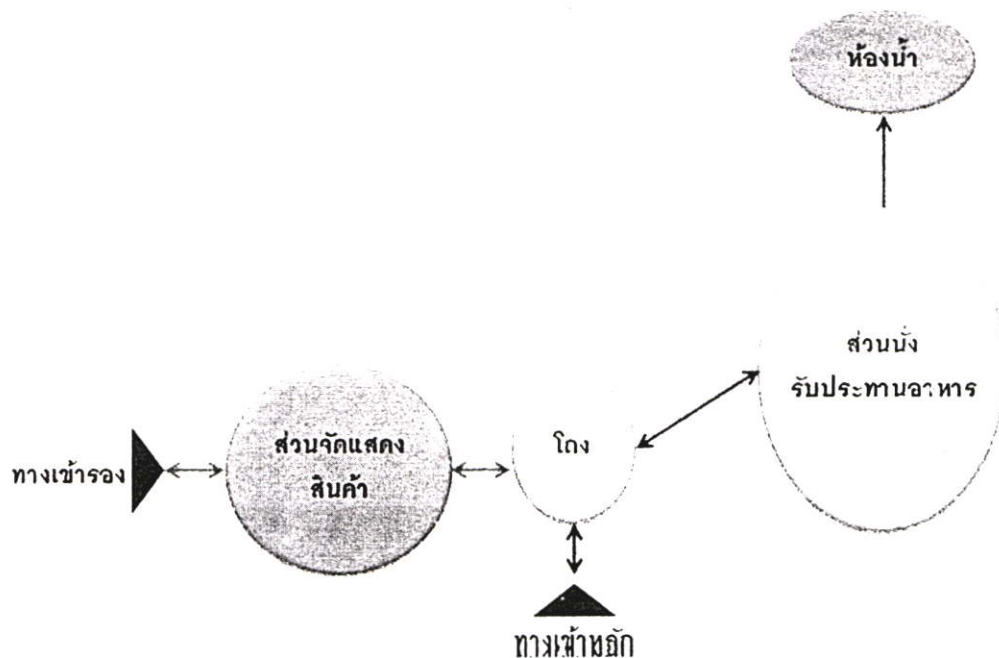 ห้องน้ำ
ส่วนนั่ง
รับประทานอาหาร
ส่วนจัดแสดง
สินค้า
โถง
ทางเข้ารอง
ทางเข้าหลัก